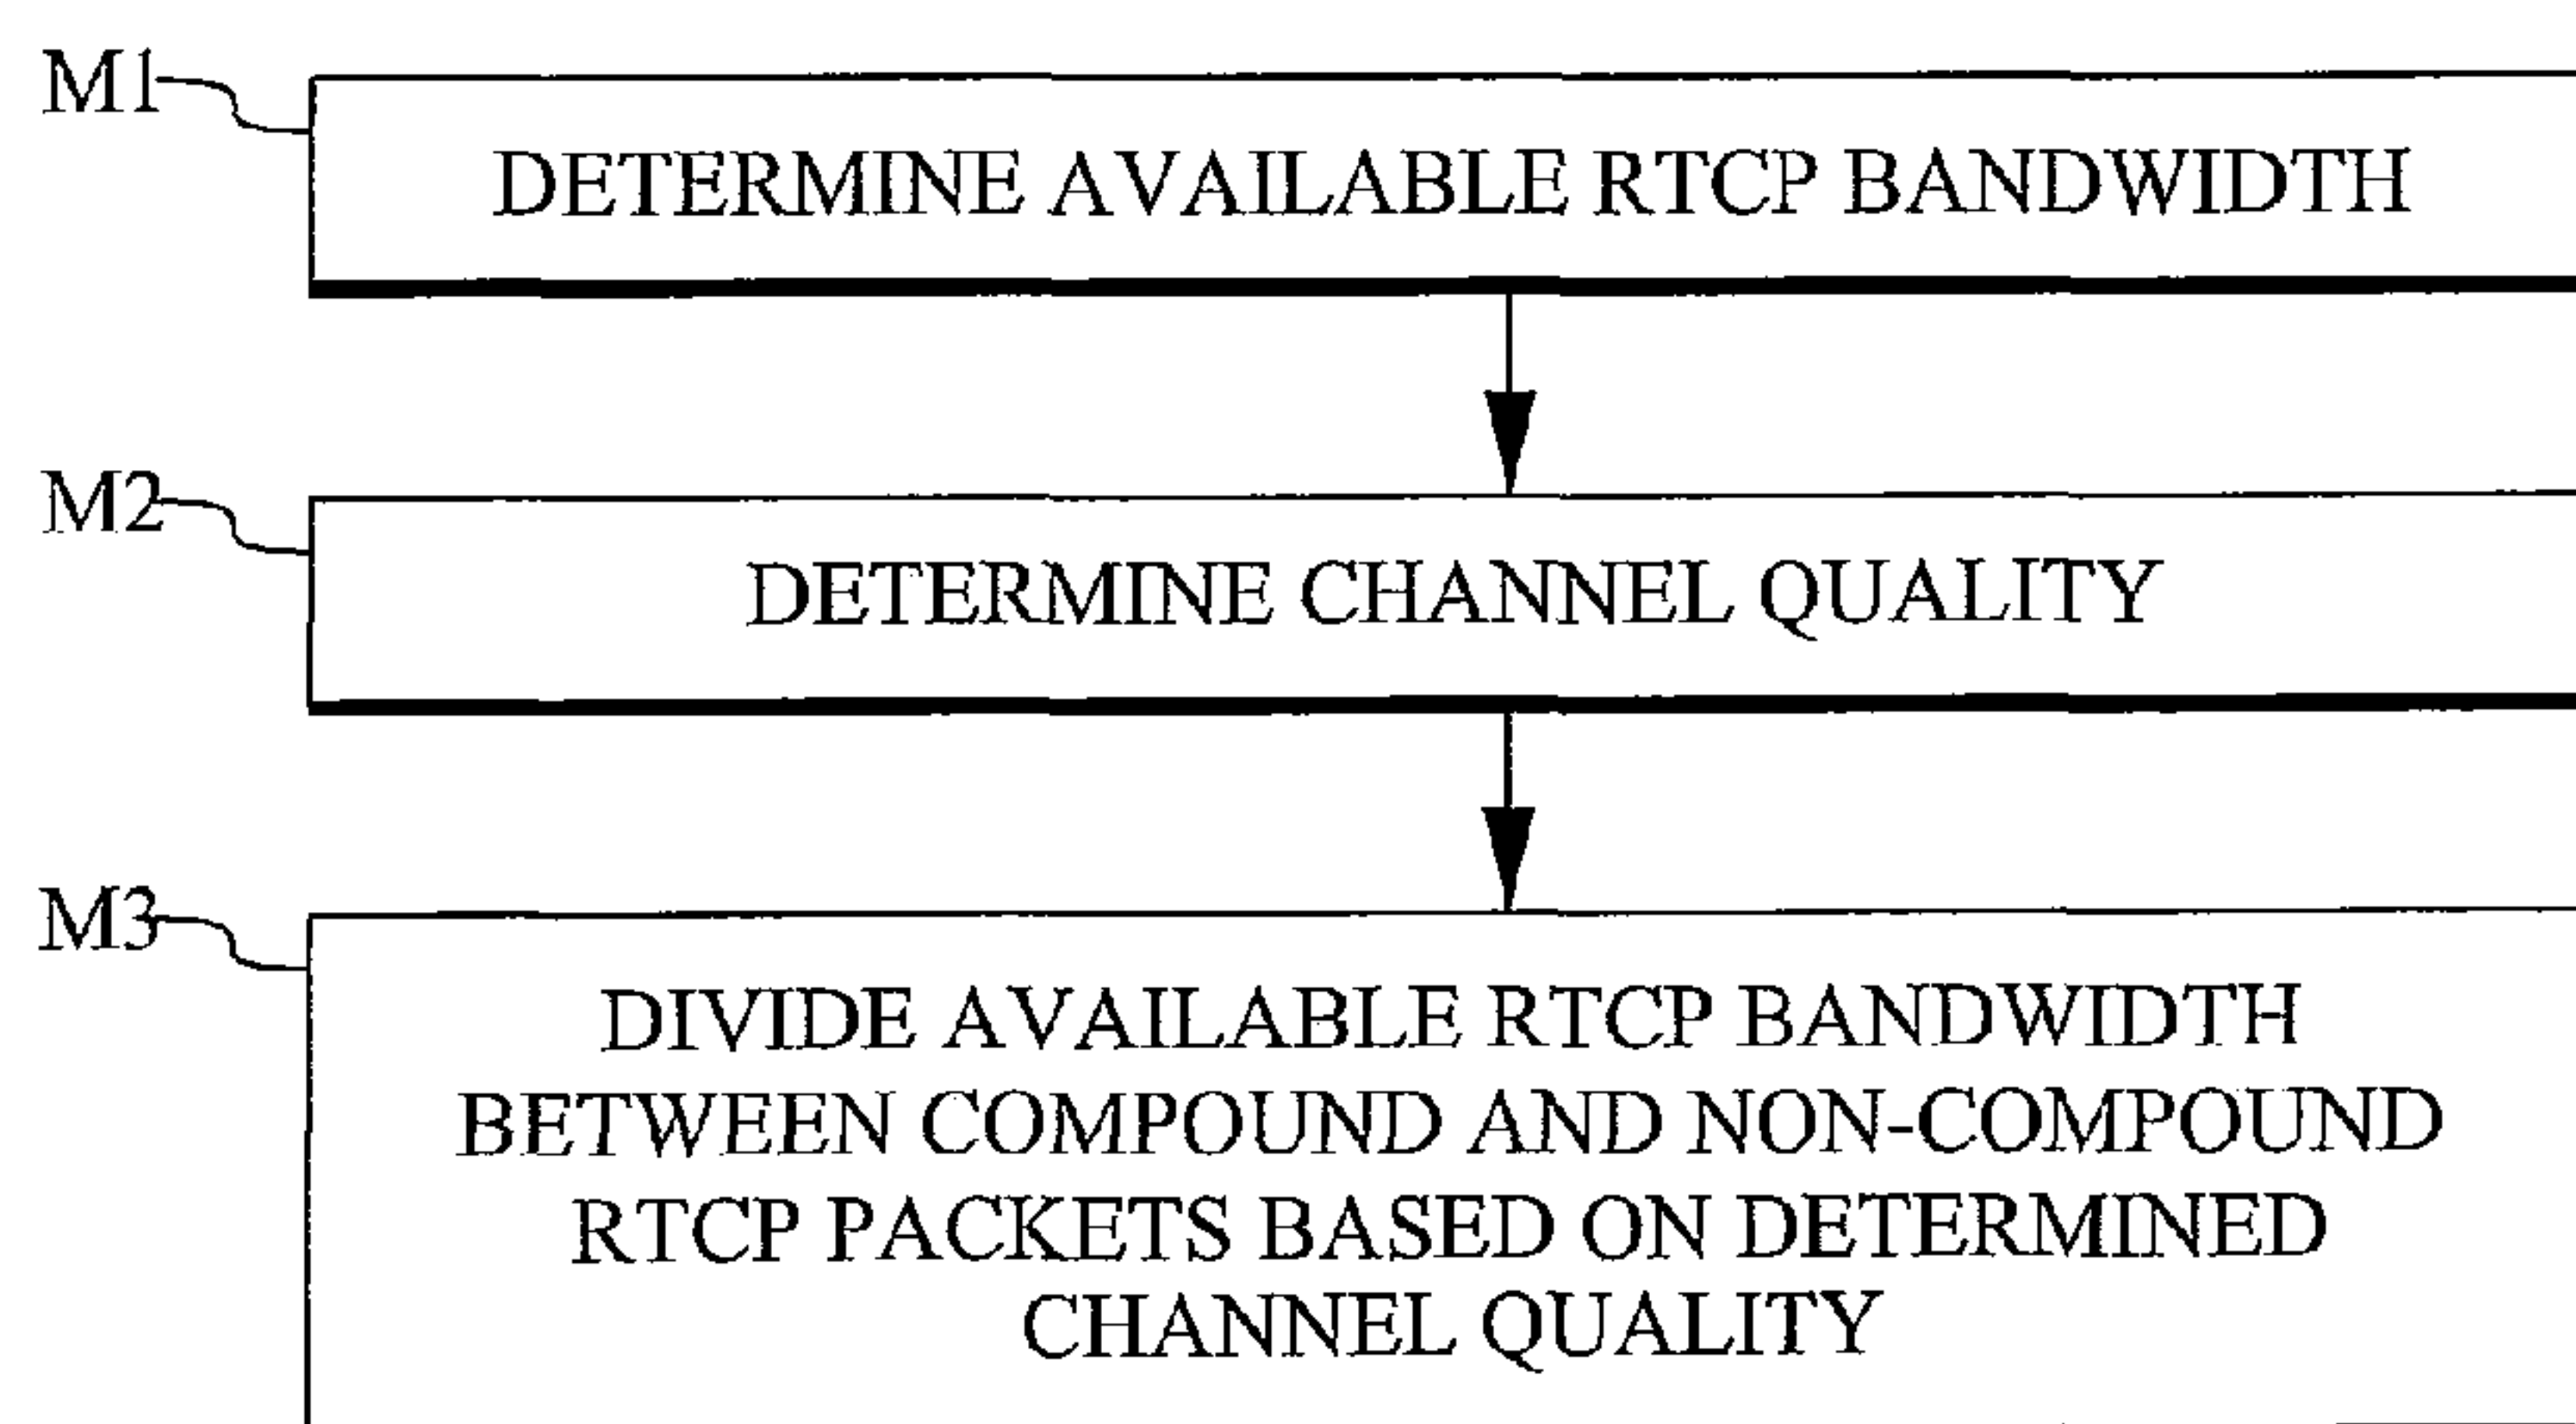 M1
DETERMINE AVAILABLE RTCP BANDWIDTH
M2
DETERMINE CHANNEL QUALITY
M3
DIVIDE AVAILABLE RTCP BANDWIDTH
BETWEEN COMPOUND AND NON-COMPOUND
RTCP PACKETS BASED ON DETERMINED
CHANNEL QUALITY